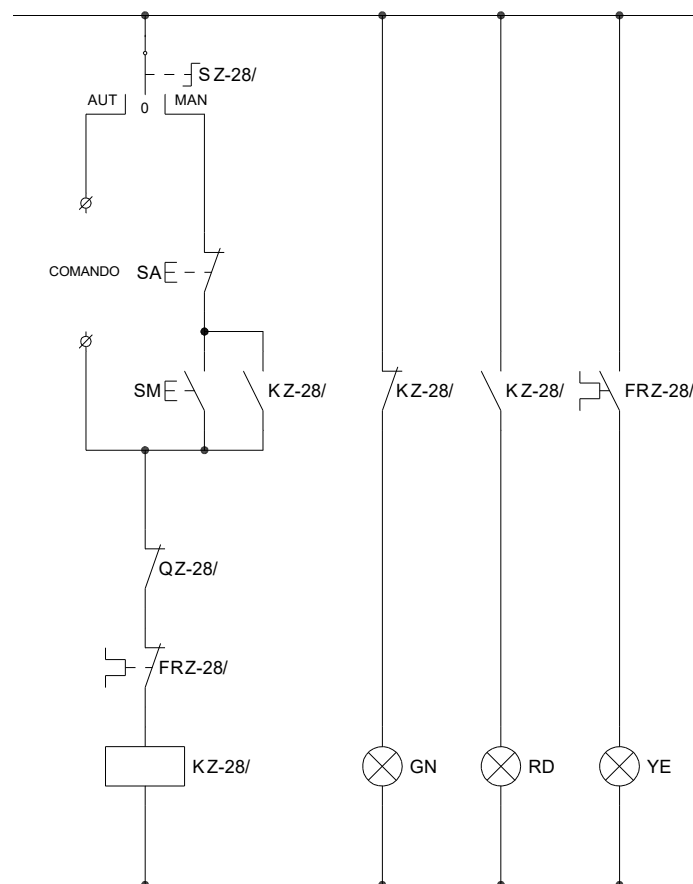 SZ-28/
AUT
0
MAN
COMANDO
SA
SM
KZ-28/
KZ-28/
KZ-28/
FRZ-28/
QZ-28/
FRZ-28/
KZ-28/
GN
RD
YE